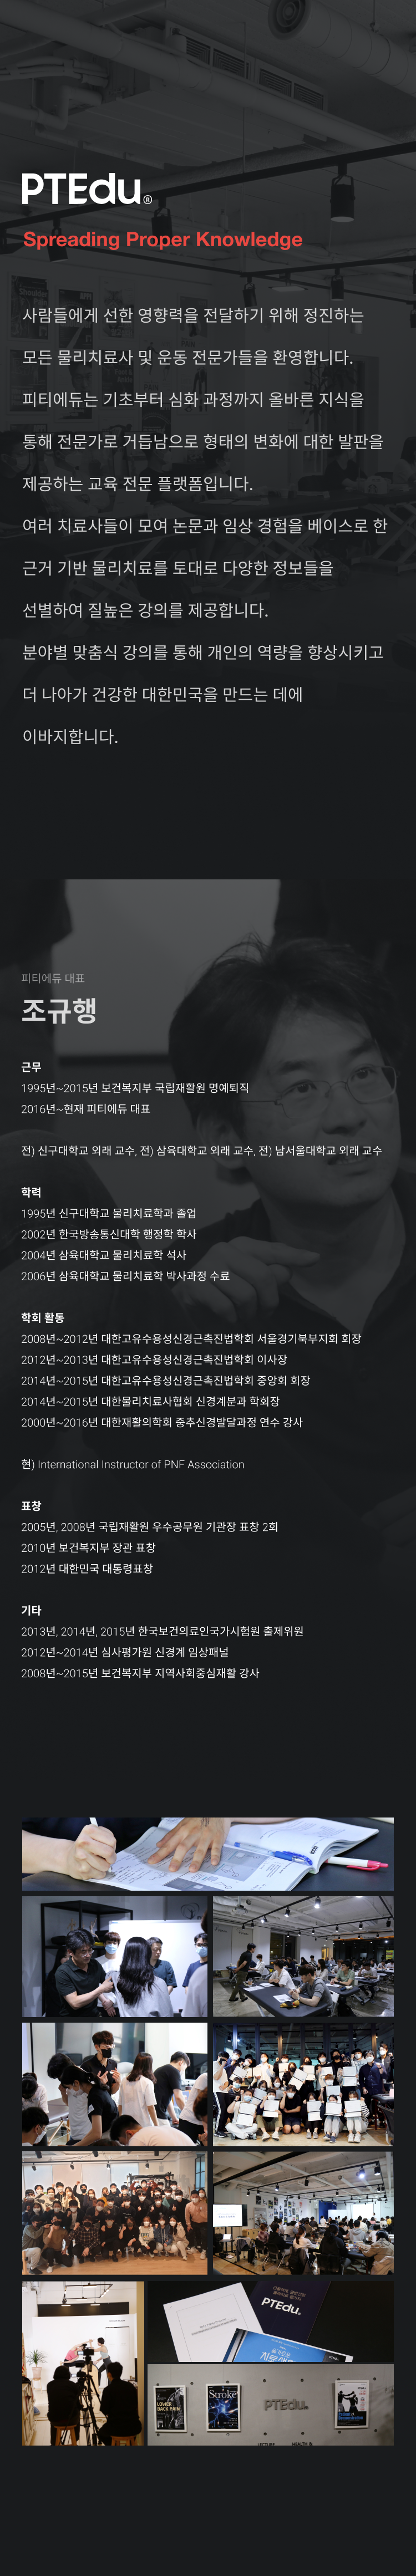 PTEdu®
Spreading Proper Knowledge
사람들에게 선한 영향력을 전달하기 위해 정진하는
모든 물리치료사 및 운동 전문가들을 환영합니다.
피티에듀는 기초부터 심화 과정까지 올바른 지식을
통해 전문가로 거듭남으로 형태의 변화에 대한 발판을
제공하는 교육 전문 플랫폼입니다.
여러 치료사들이 모여 논문과 임상 경험을 베이스로 한
근거 기반 물리치료를 토대로 다양한 정보들을
선별하여 질높은 강의를 제공합니다.
분야별 맞춤식 강의를 통해 개인의 역량을 향상시키고
더 나아가 건강한 대한민국을 만드는 데에
이바지합니다.
피티에듀 대표
조규행
근무
1995년~2015년 보건복지부 국립재활원 명예퇴직
2016년~현재 피티에듀 대표
전) 신구대학교 외래 교수, 전) 삼육대학교 외래 교수, 전) 남서울대학교 외래 교수
학력
1995년 신구대학교 물리치료학과 졸업
2002년 한국방송통신대학 행정학 학사
2004년 삼육대학교 물리치료학 석사
2006년 삼육대학교 물리치료학 박사과정 수료
학회 활동
2008년~2012년 대한고유수용성신경근촉진법학회 서울경기북부지회 회장
2012년~2013년 대한고유수용성신경근촉진법학회 이사장
2014년~2015년 대한고유수용성신경근촉진법학회 중앙회 회장
2014년~2015년 대한물리치료사협회 신경계분과 학회장
2000년~2016년 대한재활의학회 중추신경발달과정 연수 강사
현) International Instructor of PNF Association
표창
2005년, 2008년 국립재활원 우수공무원 기관장 표창 2회
2010년 보건복지부 장관 표창
2012년 대한민국 대통령표창
기타
2013년, 2014년, 2015년 한국보건의료인국가시험원 출제위원
2012년~2014년 심사평가원 신경계 임상패널
2008년~2015년 보건복지부 지역사회중심재활 강사
PTEdu.
LOWER
BACK PAIN
Stroke
PTEdu.